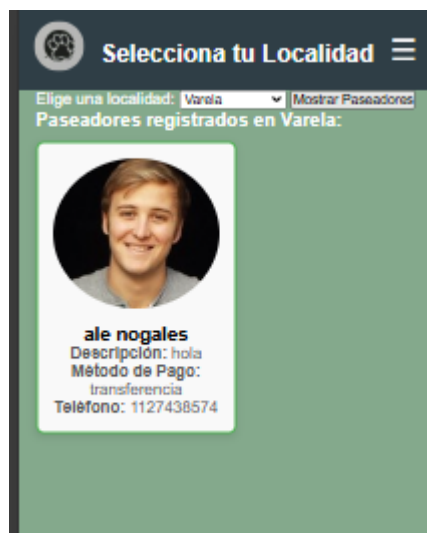 Selecciona tu Localidad
Elige una localidad: Varela Mostrar Paseadores
Paseadores registrados en Varela:
ale nogales
Descripción: hola
Método de Pago:
transferencia
Teléfono: 1127438574